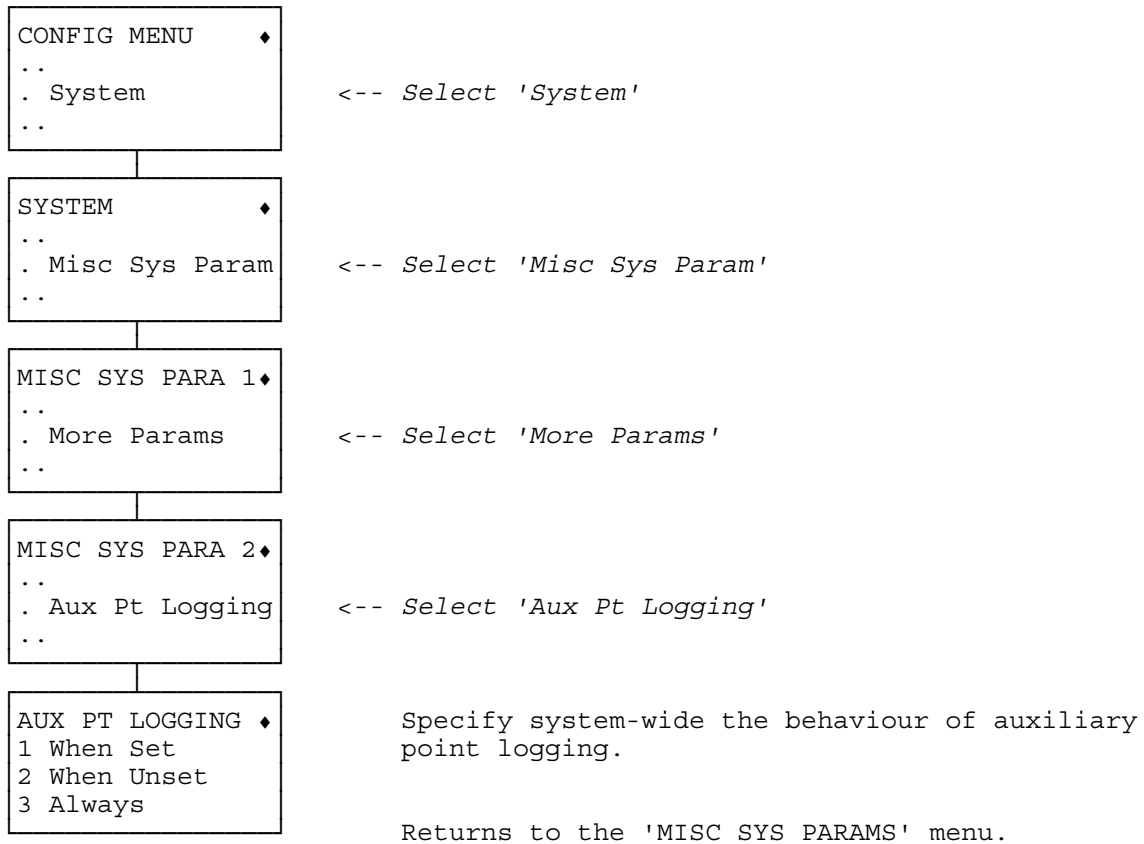 CONFIG MENU ♦
..
. System <-- Select 'System'
..
SYSTEM ♦
..
. Misc Sys Param <-- Select 'Misc Sys Param'
..
MISC SYS PARA 1♦
..
. More Params <-- Select 'More Params'
..
MISC SYS PARA 2♦
..
. Aux Pt Logging <-- Select 'Aux Pt Logging'
..
AUX PT LOGGING ♦ Specify system-wide the behaviour of auxiliary
1 When Set point logging.
2 When Unset
3 Always
Returns to the 'MISC SYS PARAMS' menu.